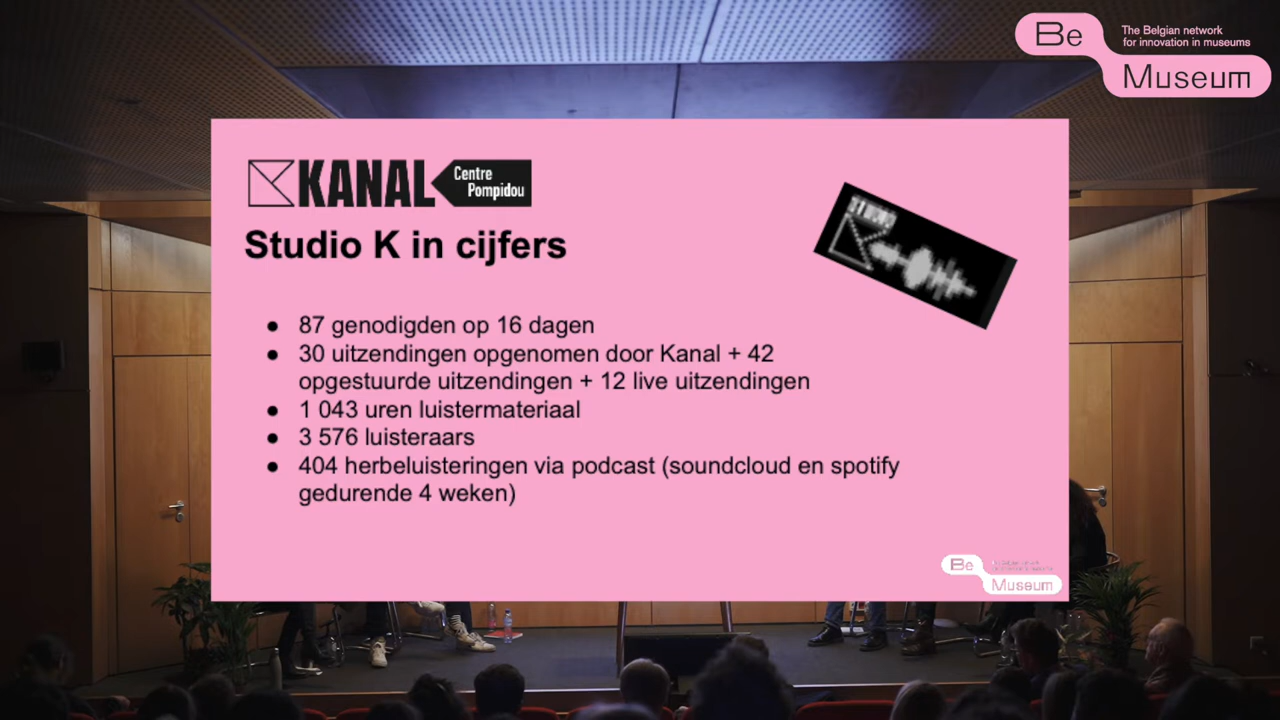 Be
The Belgian network
for innovation in museums
Museum
KANAL
Centre
Pompidou
STUDIO
Studio K in cijfers
87 genodigden op 16 dagen
30 uitzendingen opgenomen door Kanal + 42
opgestuurde uitzendingen + 12 live uitzendingen
1 043 uren luistermateriaal
3 576 luisteraars
404 herbeluisteringen via podcast (soundcloud en spotify
gedurende 4 weken)
Be
Museum